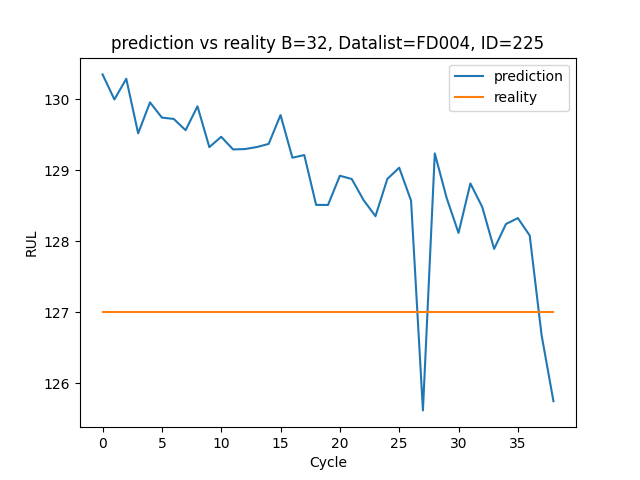 prediction vs reality B=32, Datalist=FD004, ID=225
prediction
reality
130
129
128
127
126
RUL
0 5 10 15 20 25 30 35
Cycle